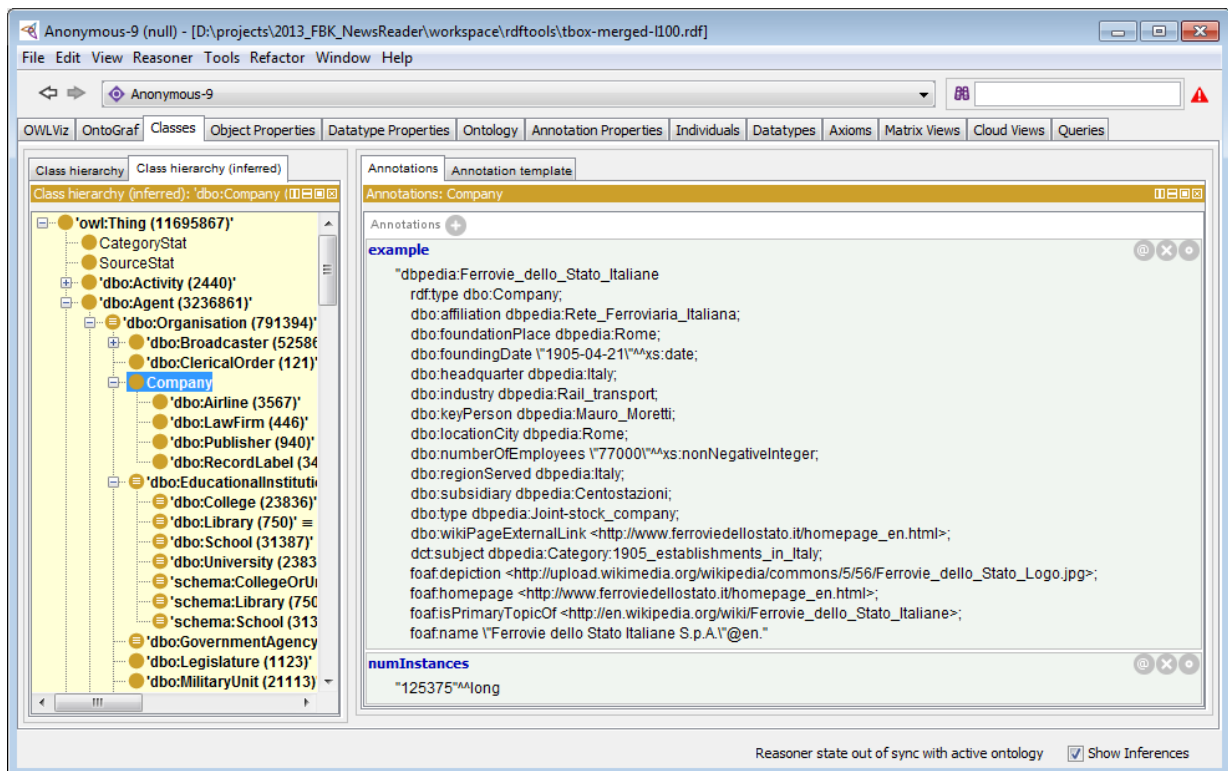 Anonymous-9 (null) - [D:\projects\2013_FBK_NewsReader\workspace\rdftools\tbox-merged-l100.rdf]
File Edit View Reasoner Tools Refactor Window Help
Anonymous-9
OWLViz OntoGraf Classes Object Properties Datatype Properties Ontology Annotation Properties Individuals Datatypes Axioms Matrix Views Cloud Views Queries
Class hierarchy Class hierarchy (inferred)
Class hierarchy (inferred): 'dbo:Company (
'owl:Thing (11695867)'
CategoryStat
SourceStat
'dbo:Activity (2440)'
'dbo:Agent (3236861)'
'dbo:Organisation (791394)'
'dbo:Broadcaster (52586
'dbo:ClericalOrder (121)'
Company
'dbo:Airline (3567)'
'dbo:LawFirm (446)'
'dbo:Publisher (940)'
'dbo:RecordLabel (34
'dbo:EducationalInstituti
'dbo:College (23836)'
'dbo:Library (750)' ≡
'dbo:School (31387)'
'dbo:University (2383
'schema:CollegeOrU
'schema:Library (750
'schema:School (313
'dbo:GovernmentAgency
'dbo:Legislature (1123)'
'dbo:MilitaryUnit (21113)'
Annotations Annotation template
Annotations: Company
Annotations
example
"dbpedia:Ferrovie_dello_Stato_Italiane
rdf:type dbo:Company;
dbo:affiliation dbpedia:Rete_Ferroviaria_Italiana;
dbo:foundationPlace dbpedia:Rome;
dbo:foundingDate \"1905-04-21\"^^xs:date;
dbo:headquarter dbpedia:Italy;
dbo:industry dbpedia:Rail_transport;
dbo:keyPerson dbpedia:Mauro_Moretti;
dbo:locationCity dbpedia:Rome;
dbo:numberOfEmployees \"77000\"^^xs:nonNegativeInteger;
dbo:regionServed dbpedia:Italy;
dbo:subsidiary dbpedia:Centostazioni;
dbo:type dbpedia:Joint-stock_company;
dbo:wikiPageExternalLink <http://www.ferroviedellostato.it/homepage_en.html>;
dct:subject dbpedia:Category:1905_establishments_in_Italy;
foaf:depiction <http://upload.wikimedia.org/wikipedia/commons/5/56/Ferrovie_dello_Stato_Logo.jpg>;
foaf:homepage <http://www.ferroviedellostato.it/homepage_en.html>;
foaf:isPrimaryTopicOf <http://en.wikipedia.org/wiki/Ferrovie_dello_Stato_Italiane>;
foaf:name \"Ferrovie dello Stato Italiane S.p.A.\"@en."
numInstances
"125375"^^long
Reasoner state out of sync with active ontology Show Inferences